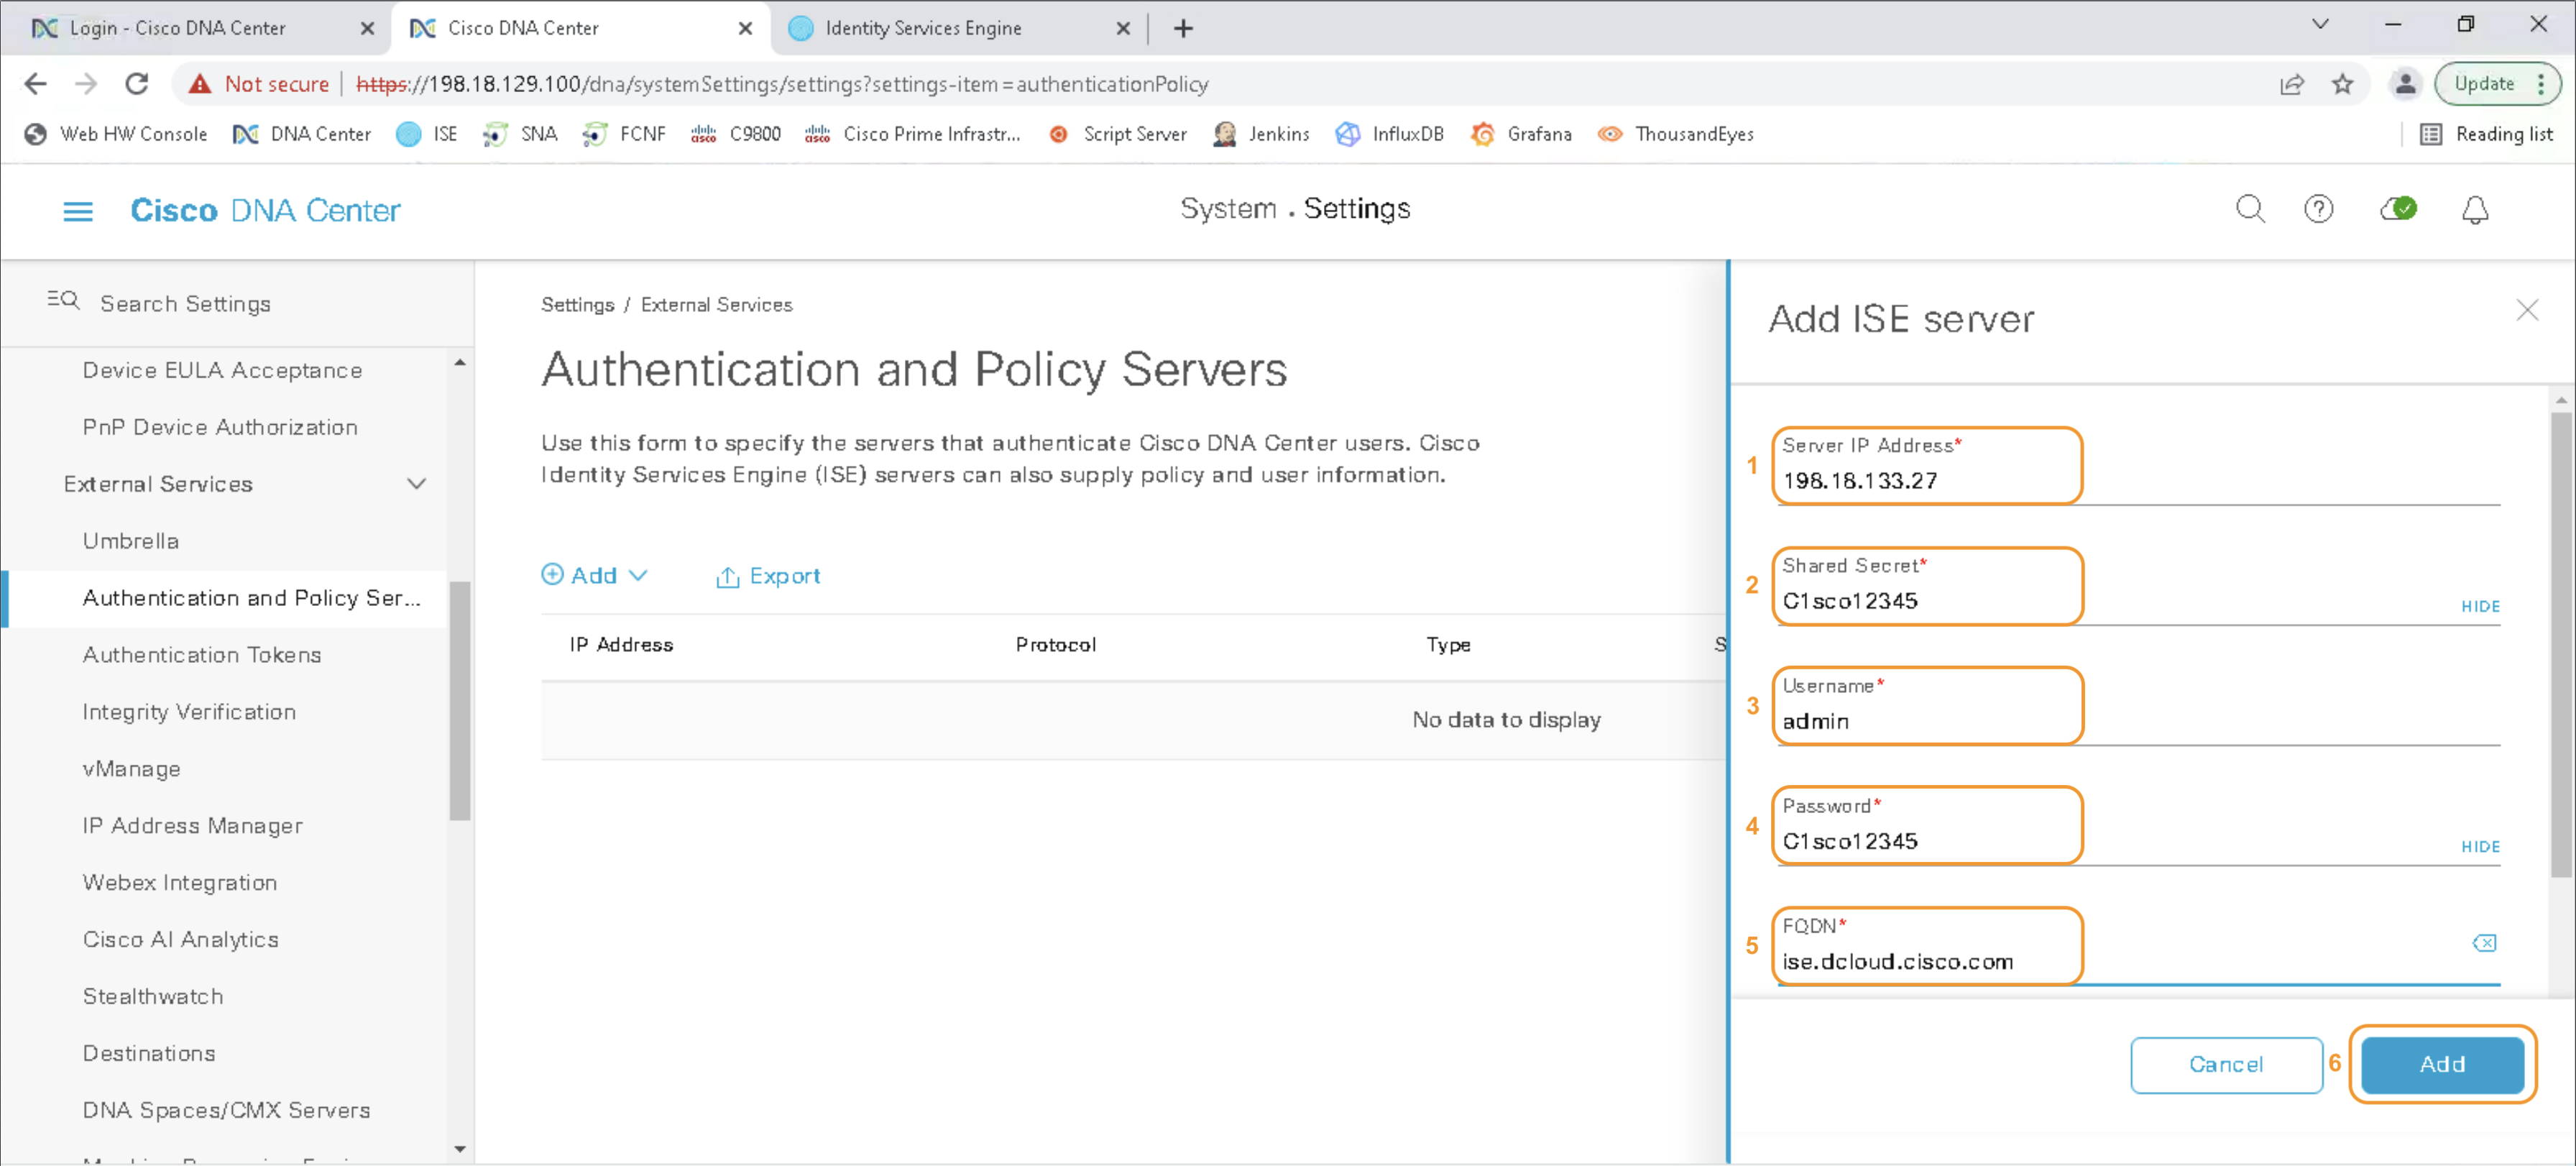 Login - Cisco DNA Center
Cisco DNA Center
Identity Services Engine
Not secure
https://198.18.129.100/dna/systemSettings/settings?settings-item=authenticationPolicy
Update
Web HW Console
DNA Center
ISE
SNA
FCNF
C9800
Cisco Prime Infrastr...
Script Server
Jenkins
InfluxDB
Grafana
ThousandEyes
Reading list
Cisco DNA Center
System . Settings
Search Settings
Device EULA Acceptance
PnP Device Authorization
External Services
Umbrella
Authentication and Policy Ser...
Authentication Tokens
Integrity Verification
vManage
IP Address Manager
Webex Integration
Cisco AI Analytics
Stealthwatch
Destinations
DNA Spaces/CMX Servers
Settings / External Services
Authentication and Policy Servers
Use this form to specify the servers that authenticate Cisco DNA Center users. Cisco
Identity Services Engine (ISE) servers can also supply policy and user information.
Add
Export
IP Address
Protocol
Type
S
No data to display
Add ISE server
1
Server IP Address*
198.18.133.27
2
Shared Secret*
C1sco12345
HIDE
3
Username*
admin
4
Password*
C1sco12345
HIDE
5
FQDN*
ise.dcloud.cisco.com
Cancel
6
Add